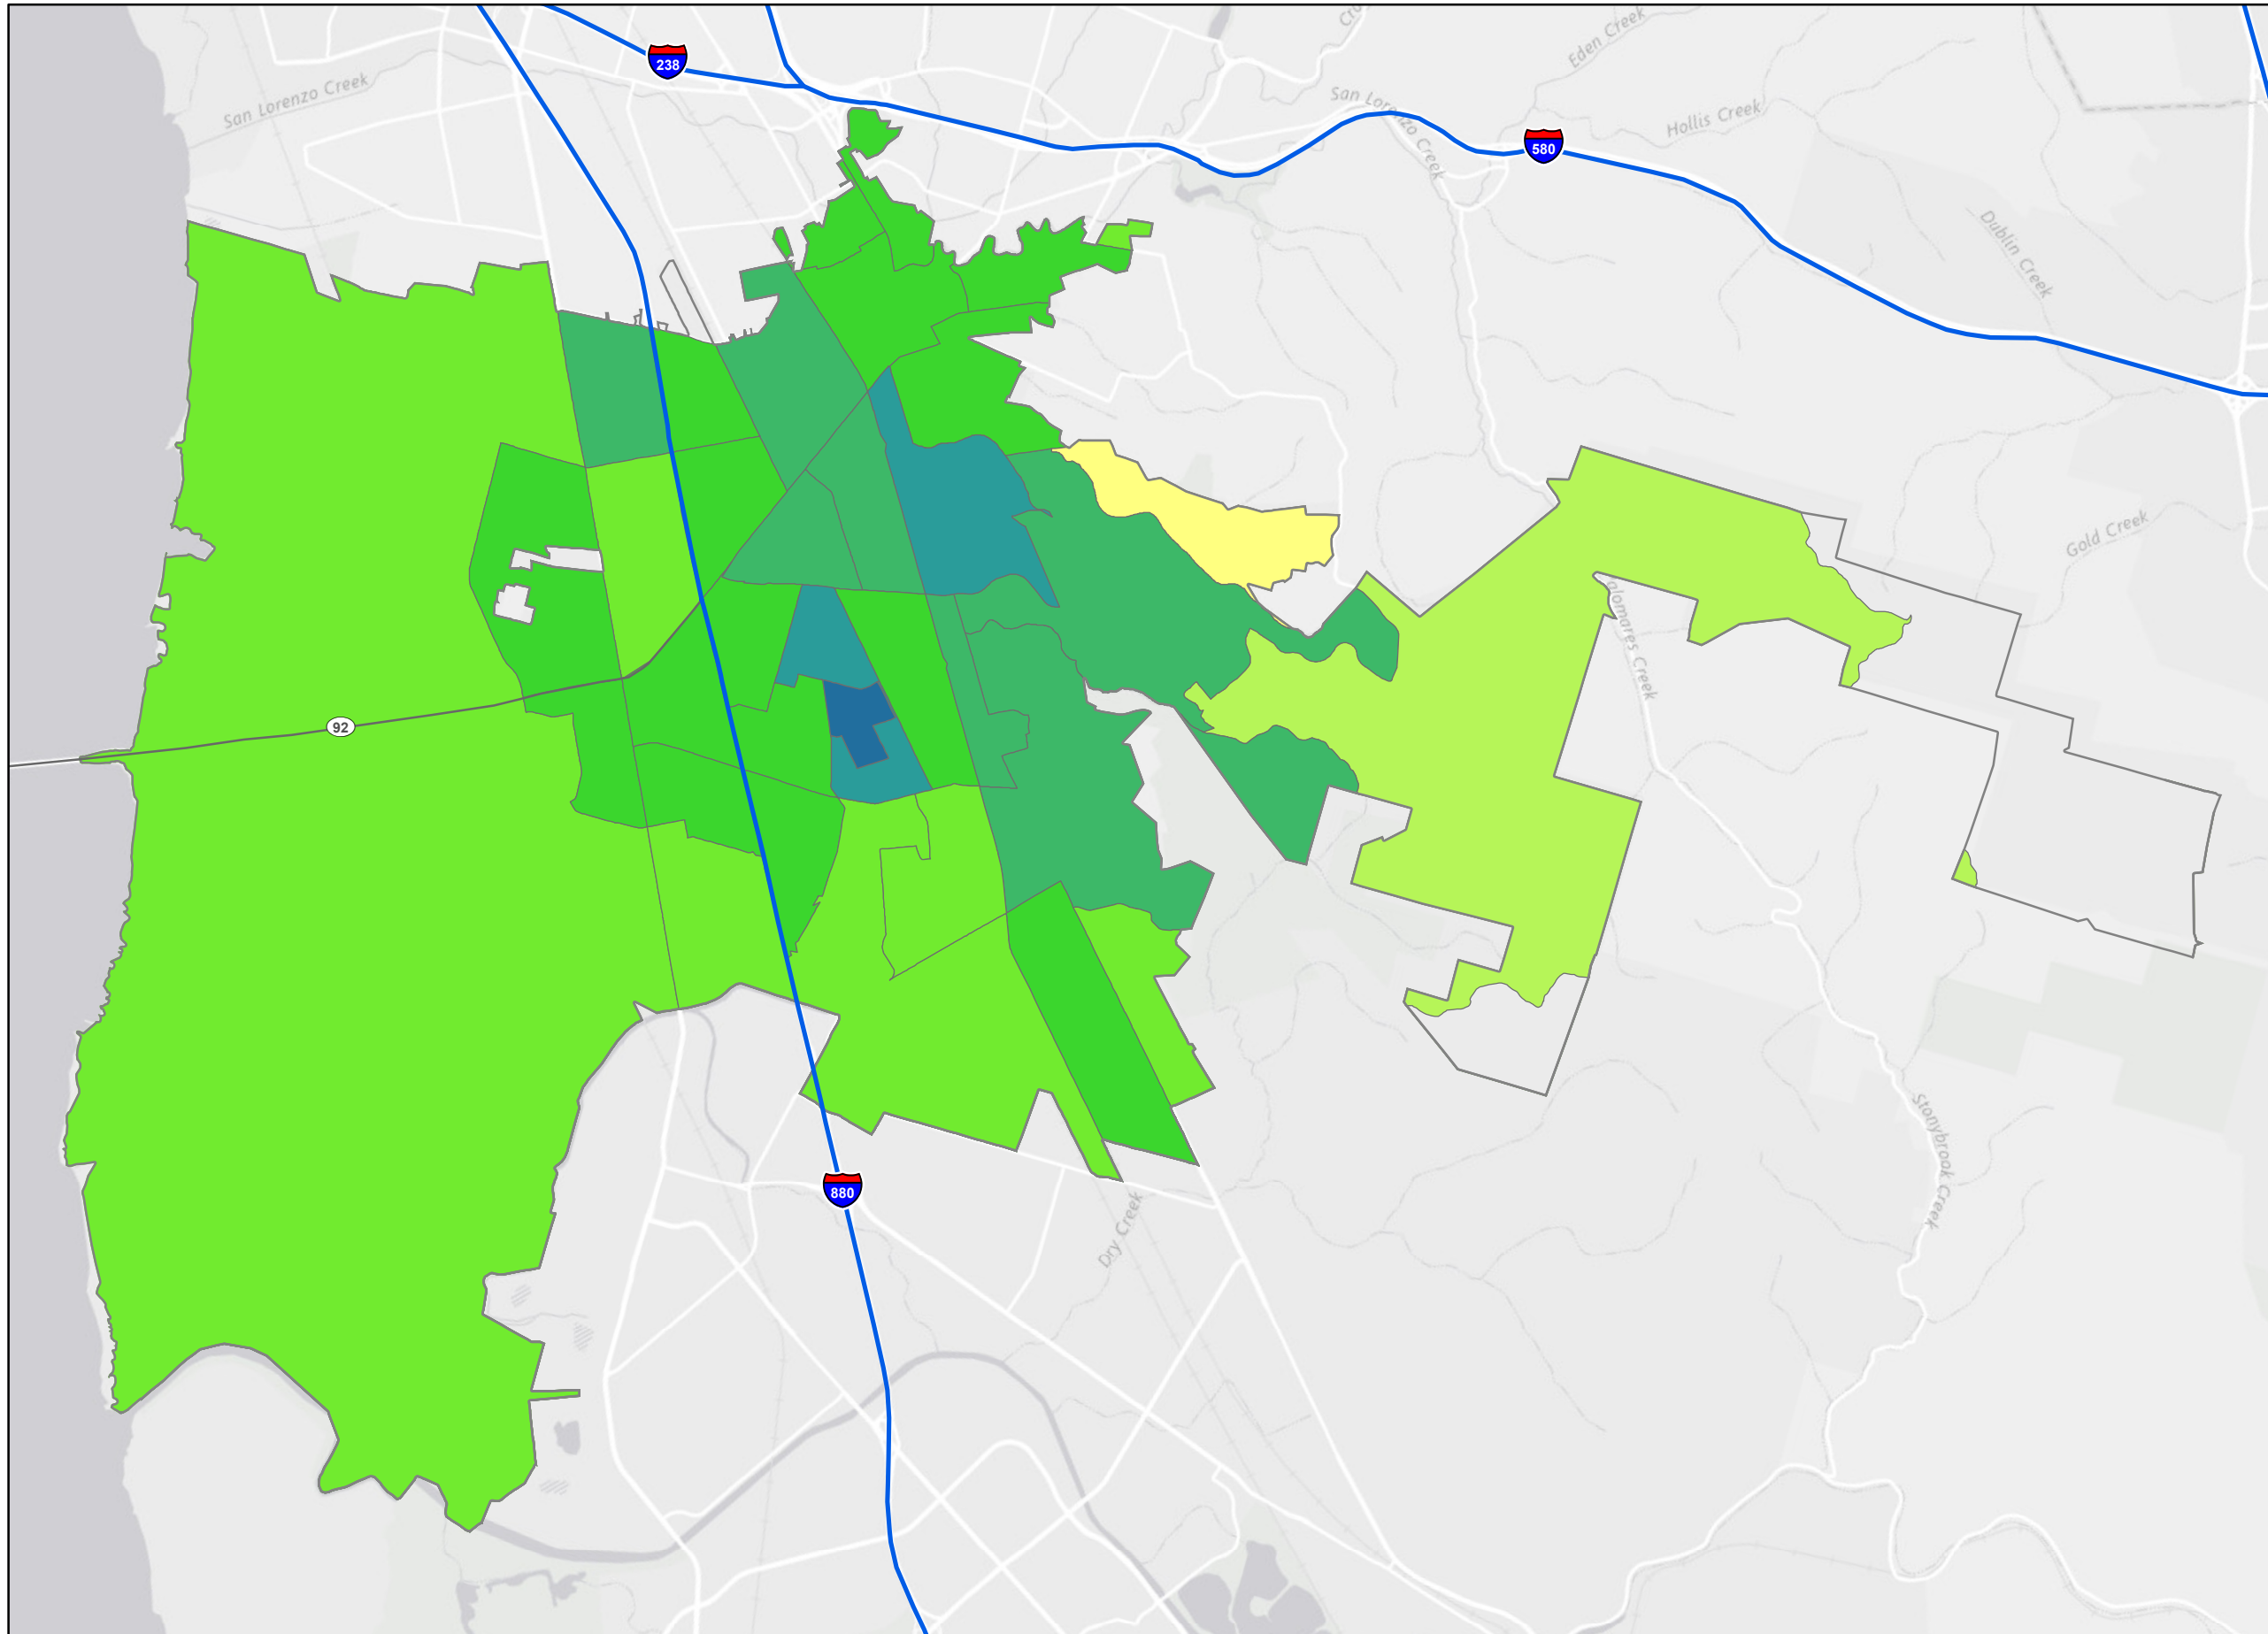 238
Cro
Eden Creek
San Lorenzo Creek
San Lorenzo Creek
Hollis Creek
580
Dublin Creek
Gold Creek
Palomares Creek
92
Stonybrook Creek
880
Dry Creek